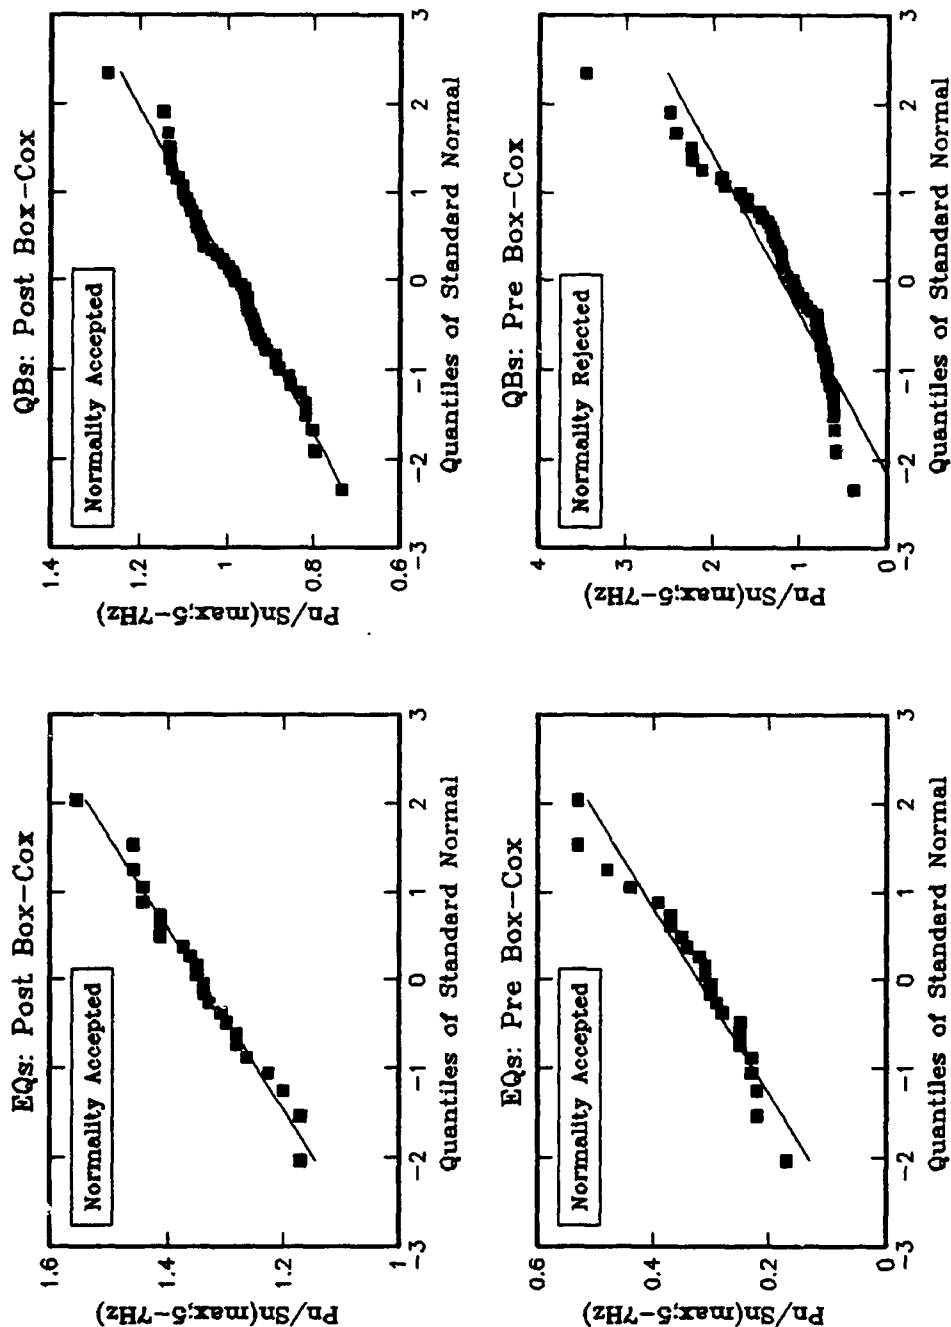 EQs: Post Box-Cox
Normality Accepted
Pn/Sn(max;5-7Hz)
1.6
1.4
1.2
1
-3 -2 -1 0 1 2 3
Quantiles of Standard Normal
QBs: Post Box-Cox
Normality Accepted
Pn/Sn(max;5-7Hz)
1.4
1.2
1
0.8
0.6
-3 -2 -1 0 1 2 3
Quantiles of Standard Normal
EQs: Pre Box-Cox
Normality Accepted
Pn/Sn(max;5-7Hz)
0.6
0.4
0.2
0
-3 -2 -1 0 1 2 3
Quantiles of Standard Normal
QBs: Pre Box-Cox
Normality Rejected
Pn/Sn(max;5-7Hz)
4
3
2
1
0
-3 -2 -1 0 1 2 3
Quantiles of Standard Normal